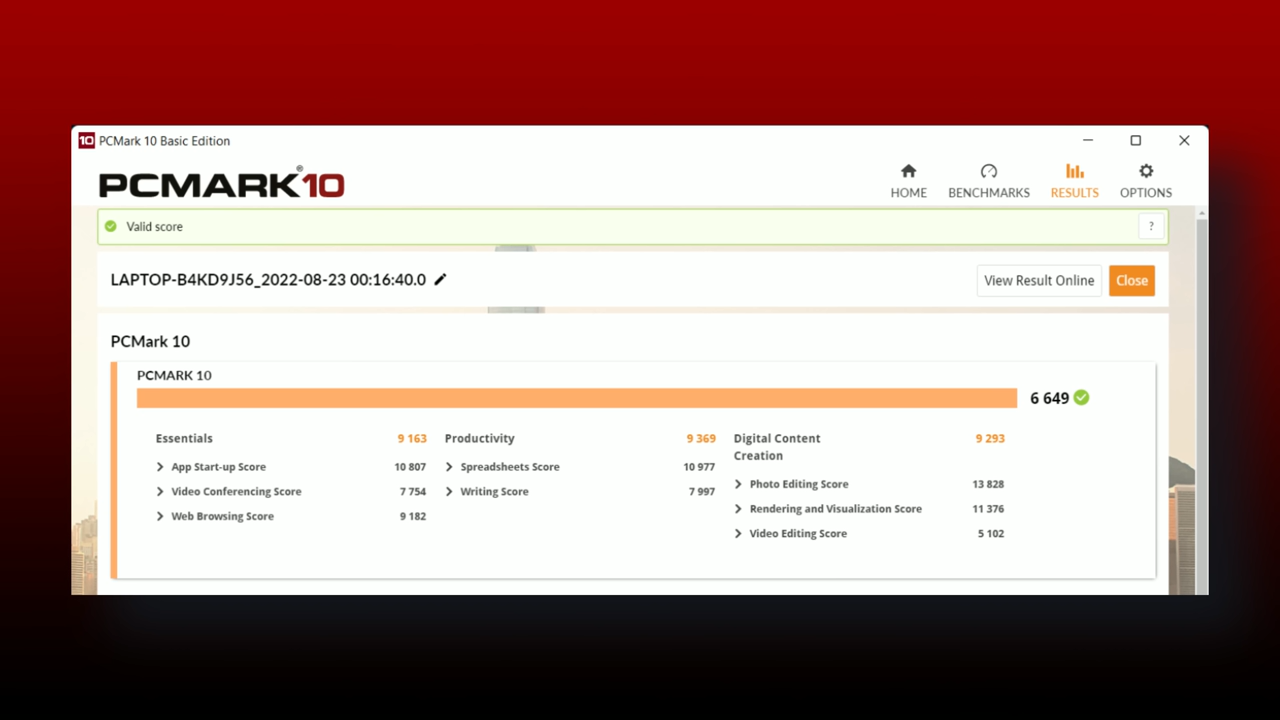 10 PCMark 10 Basic Edition
PCMARK®10
HOME BENCHMARKS RESULTS OPTIONS
Valid score
?
LAPTOP-B4KD9J56_2022-08-23 00:16:40.0
View Result Online Close
PCMark 10
PCMARK 10
6 649
Essentials 9 163
App Start-up Score 10 807
Video Conferencing Score 7 754
Web Browsing Score 9 182
Productivity 9 369
Spreadsheets Score 10 977
Writing Score 7 997
Digital Content 9 293
Creation
Photo Editing Score 13 828
Rendering and Visualization Score 11 376
Video Editing Score 5 102